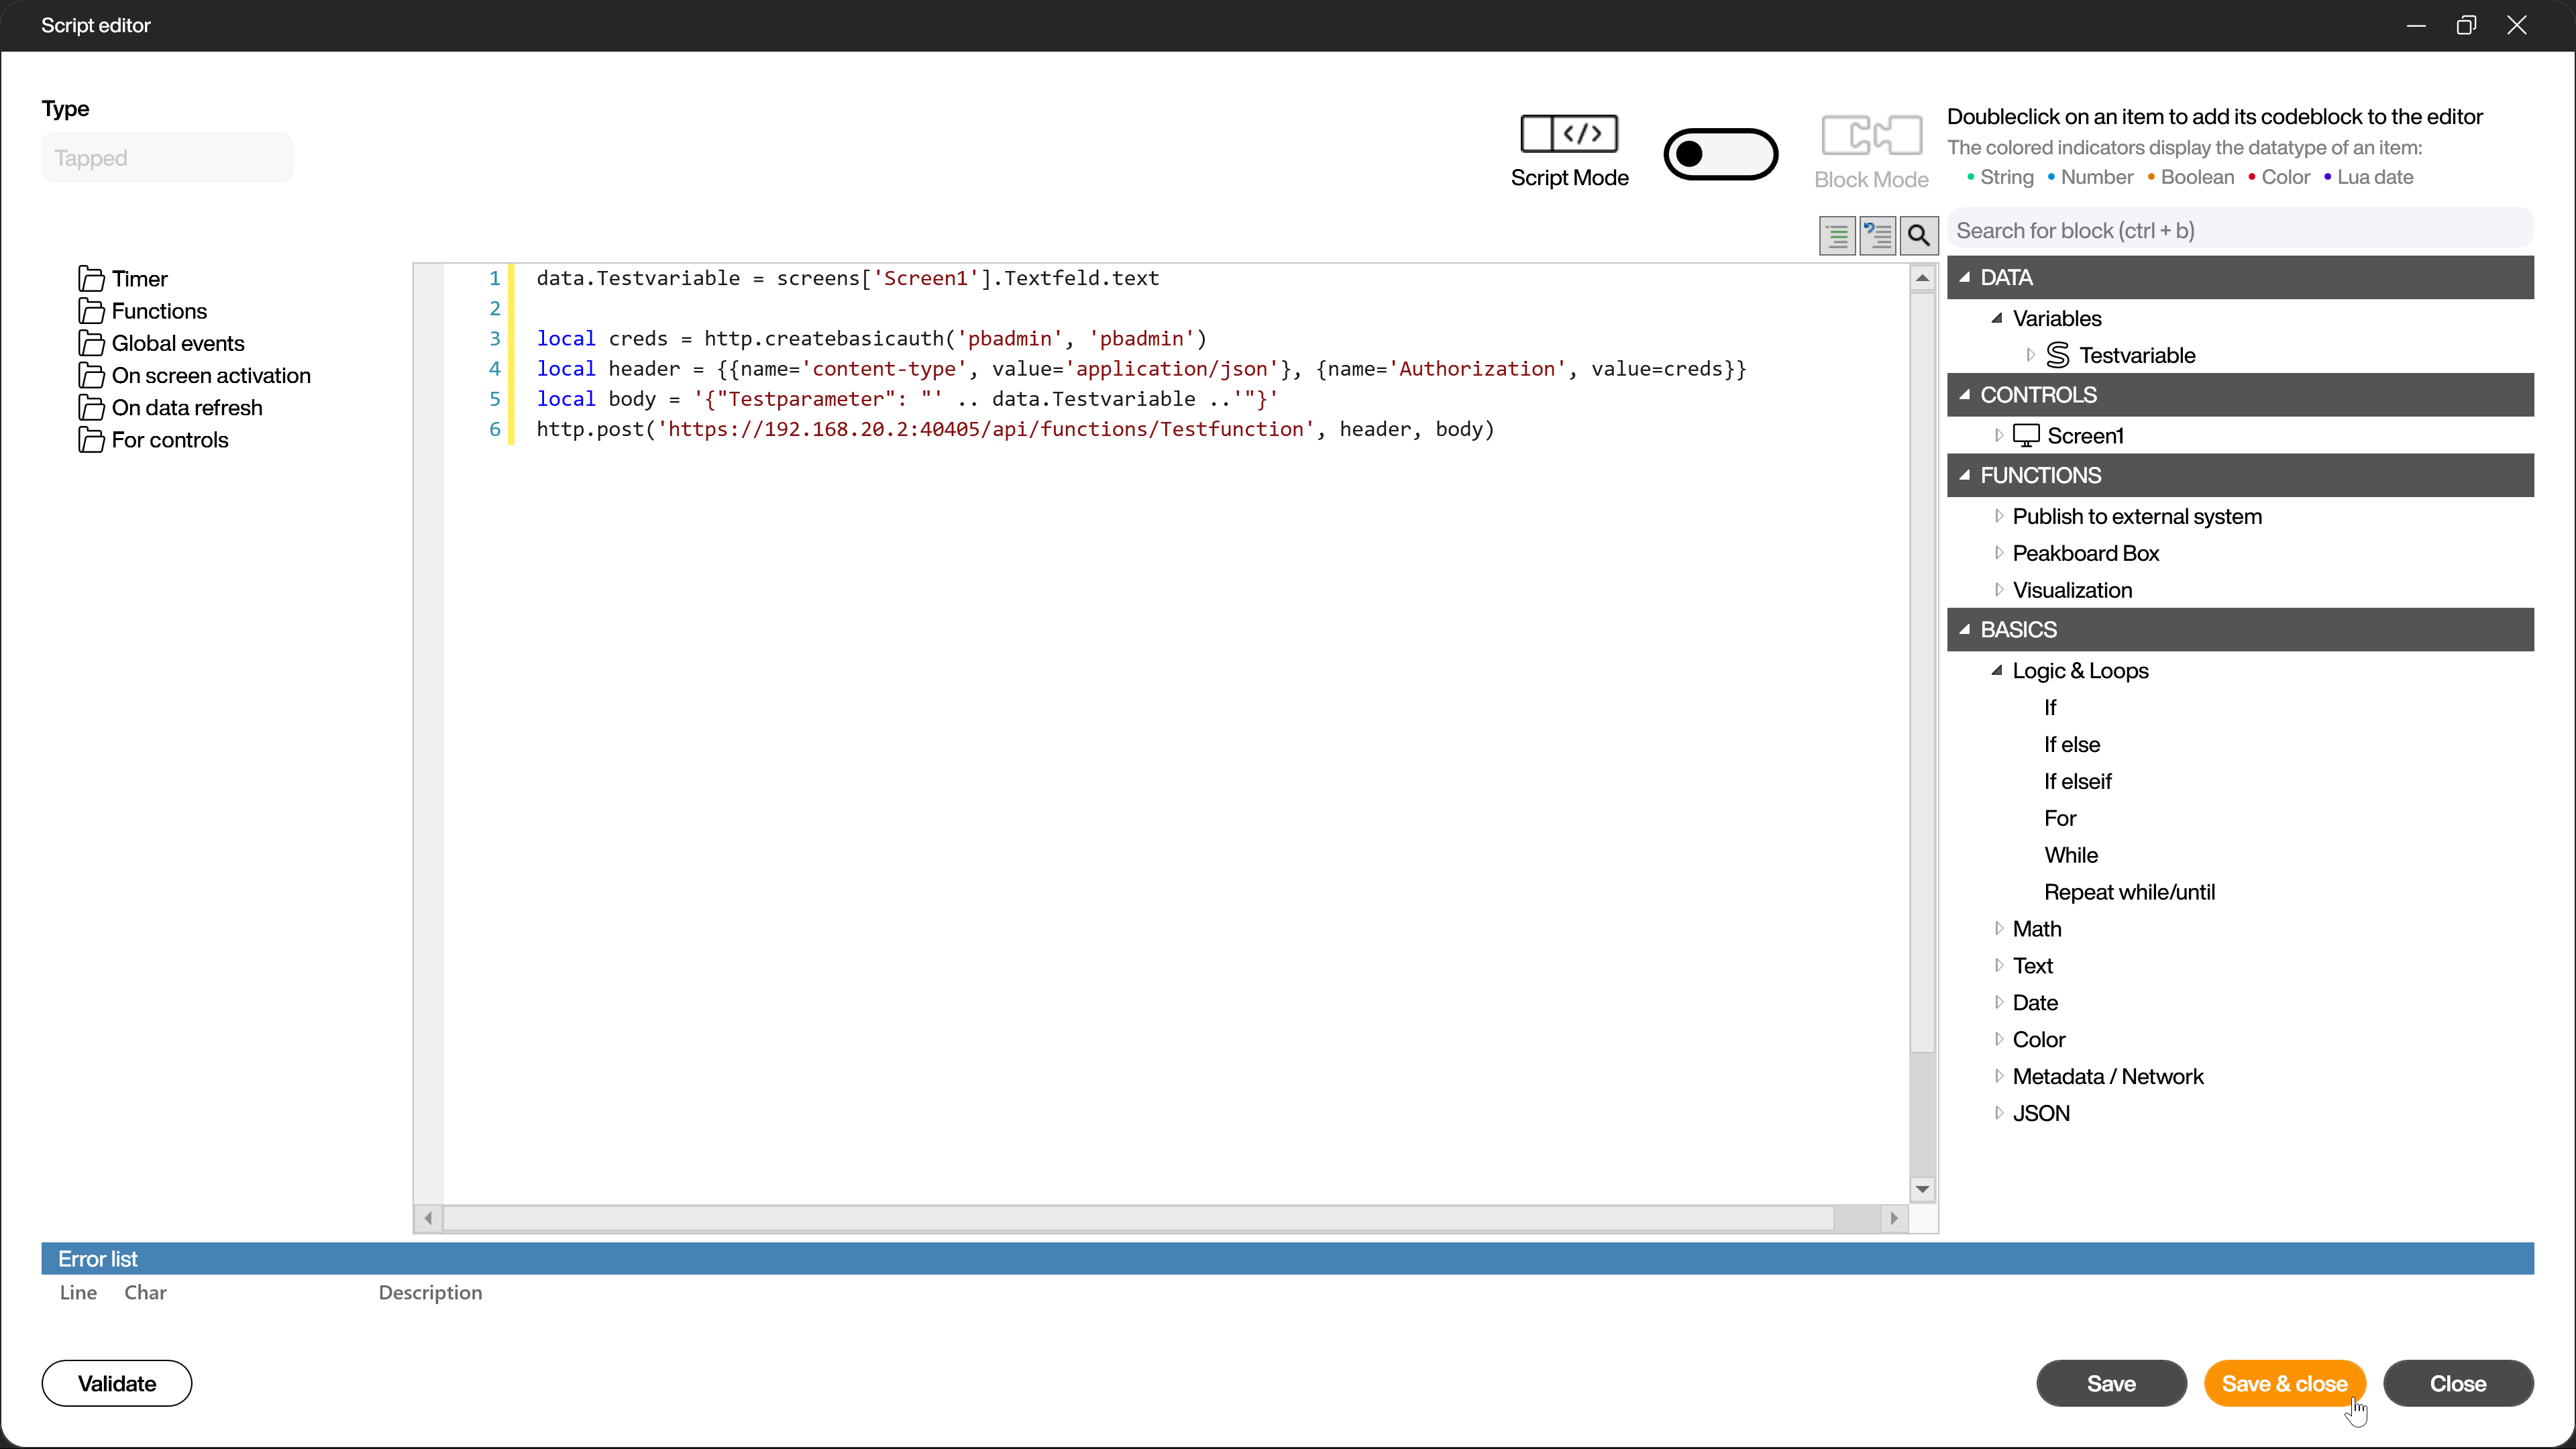 Script editor
Type
Tapped
Script Mode
Block Mode
Doubleclick on an item to add its codeblock to the editor
The colored indicators display the datatype of an item:
• String • Number • Boolean • Color • Lua date
Search for block (ctrl + b)
Timer
Functions
Global events
On screen activation
On data refresh
For controls
1 data.Testvariable = screens['Screen1'].Textfeld.text
2
3 local creds = http.createbasicauth('pbadmin', 'pbadmin')
4 local header = {{name='content-type', value='application/json'}, {name='Authorization', value=creds}}
5 local body = '{"Testparameter": "' .. data.Testvariable ..'"}'
6 http.post('https://192.168.20.2:40405/api/functions/Testfunction', header, body)
DATA
Variables
Testvariable
CONTROLS
Screen1
FUNCTIONS
Publish to external system
Peakboard Box
Visualization
BASICS
Logic & Loops
If
If else
If elseif
For
While
Repeat while/until
Math
Text
Date
Color
Metadata / Network
JSON
Error list
Line Char Description
Validate
Save
Save & close
Close